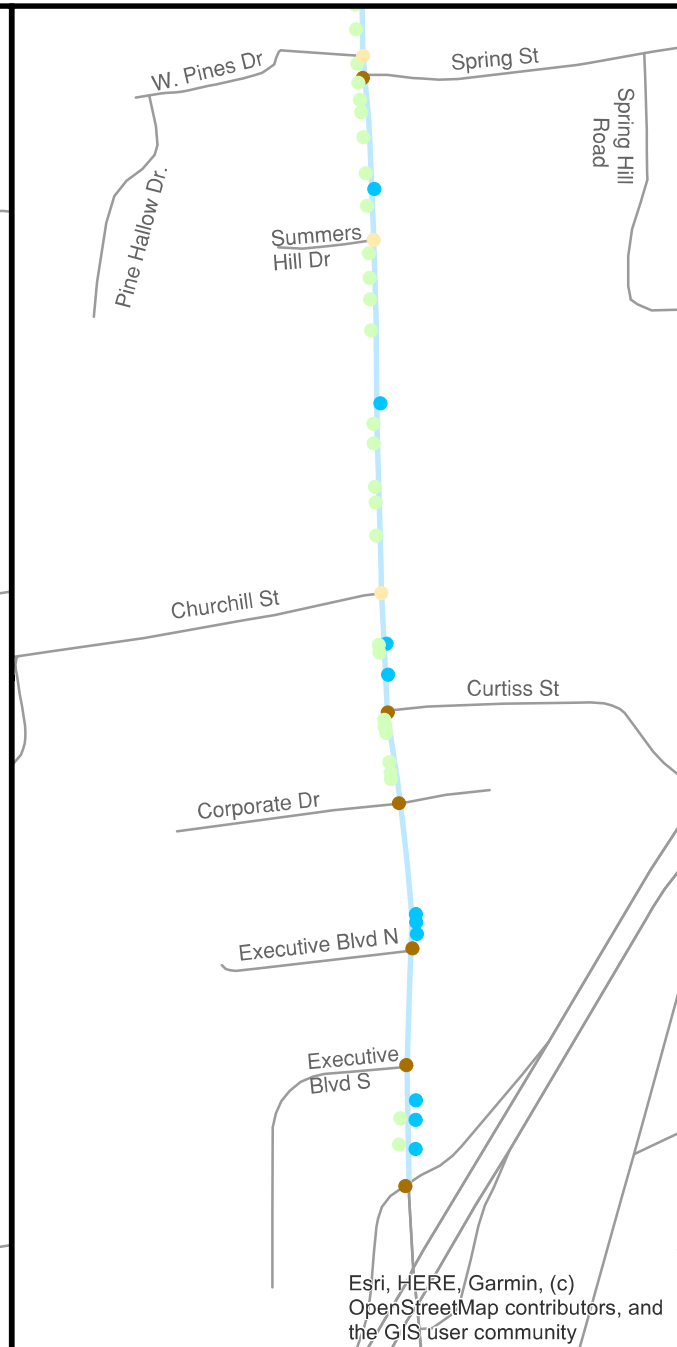 W. Pines Dr
Spring St
Spring Hill
Road
Pine Hallow Dr.
Summers
Hill Dr
Churchill St
Curtiss St
Corporate Dr
Executive Blvd N
Executive
Blvd S
Esri, HERE, Garmin, (c)
OpenStreetMap contributors, and
the GIS user community